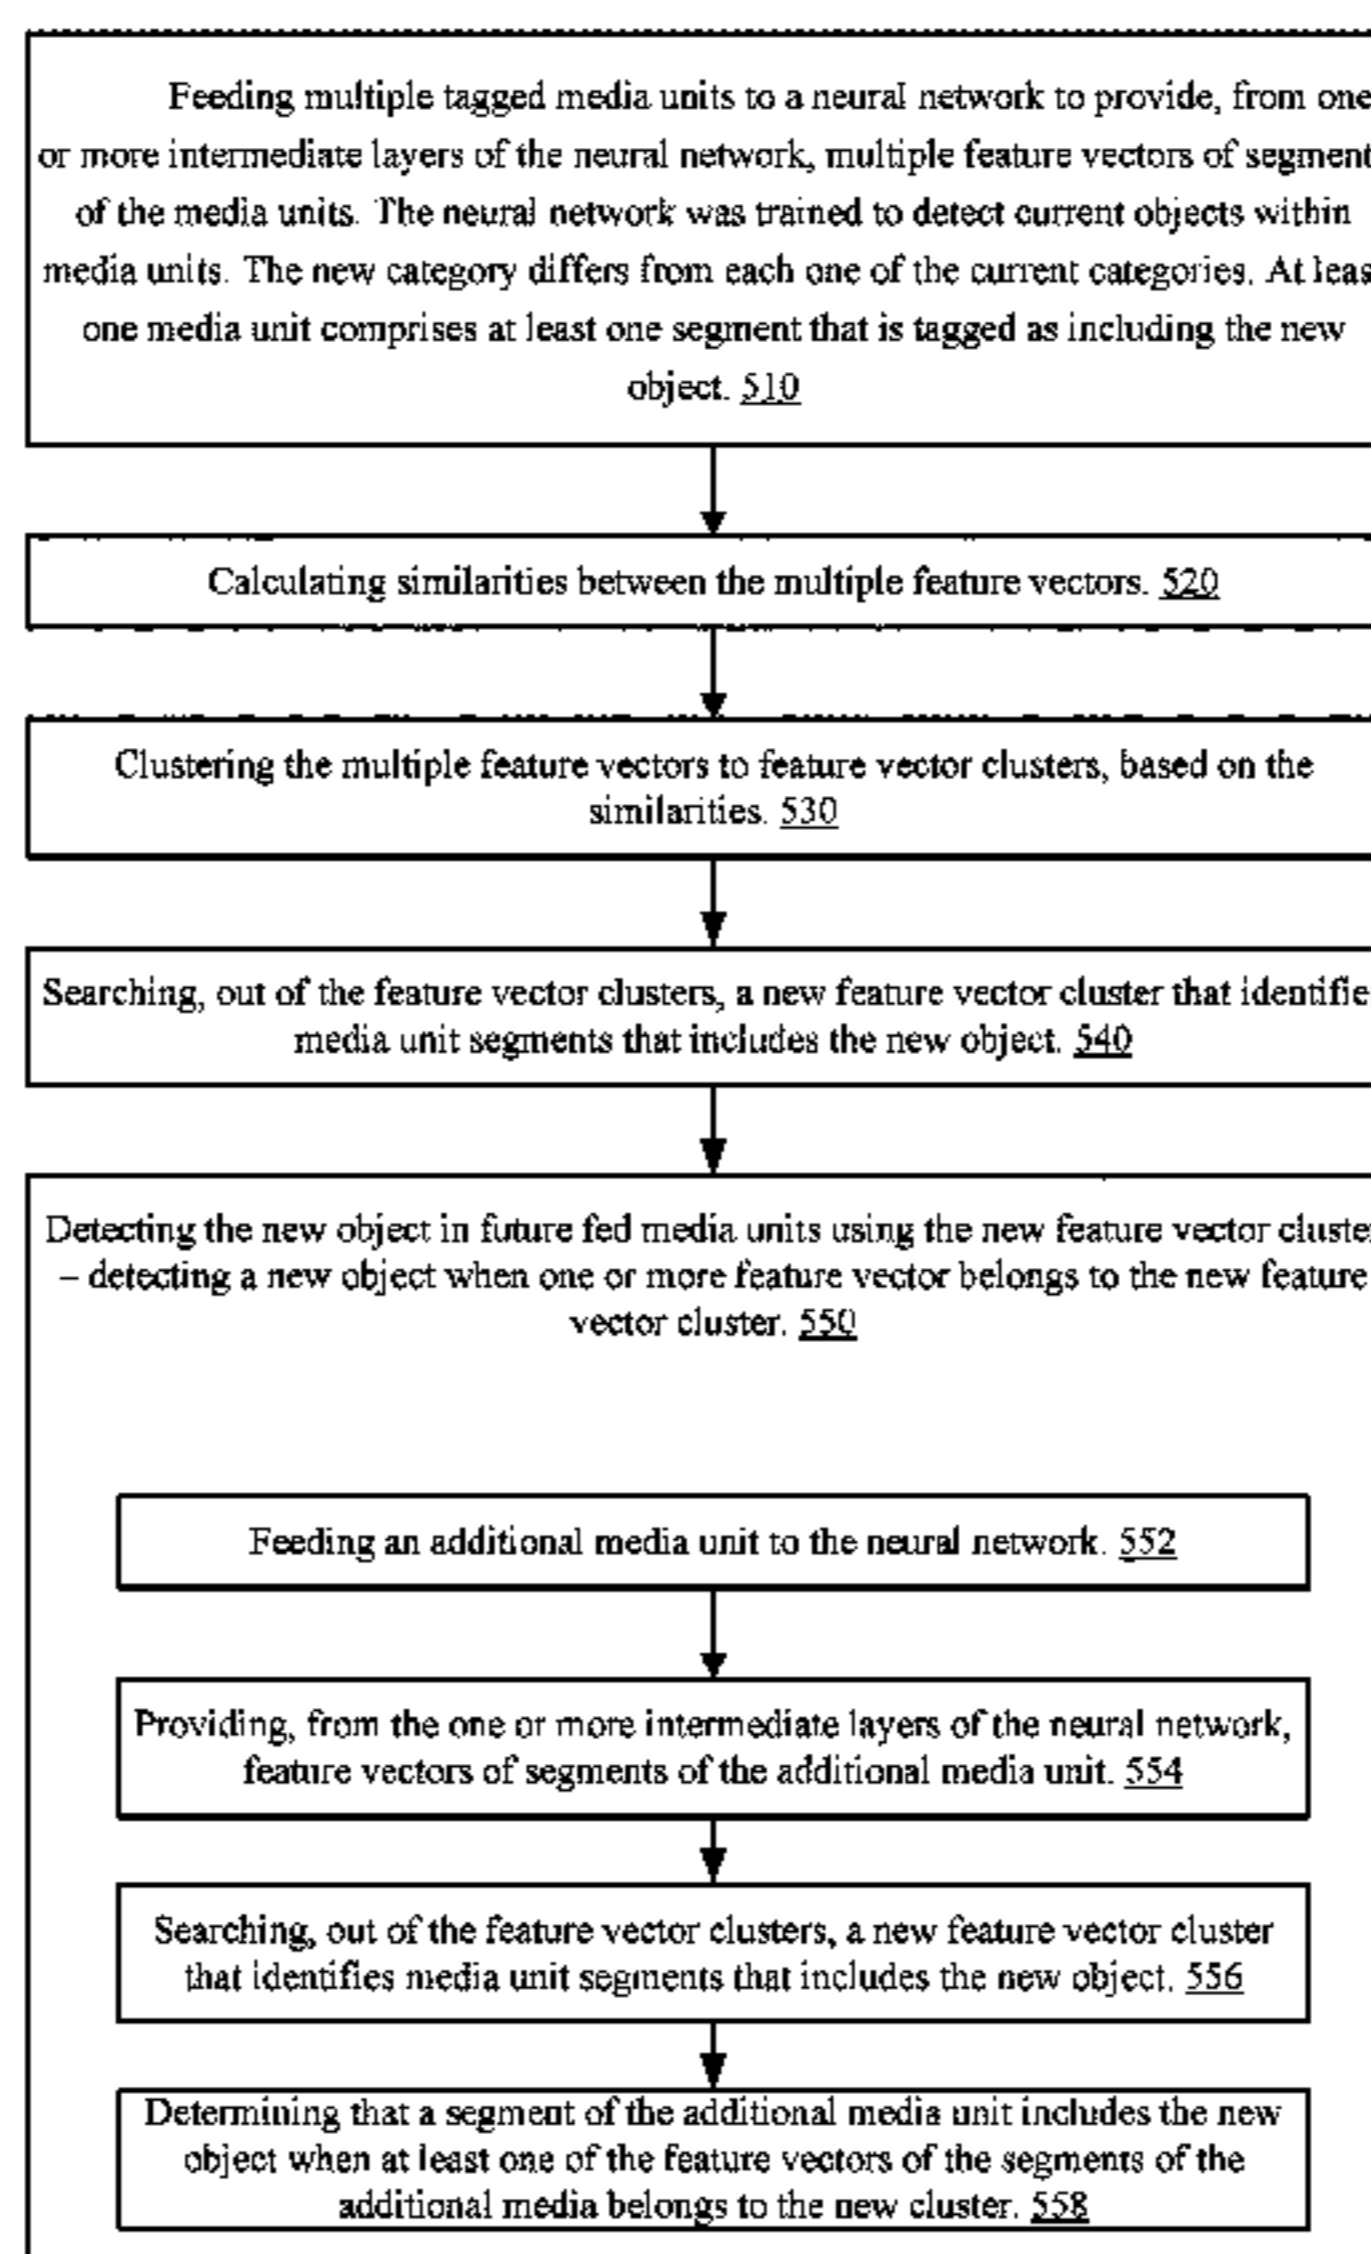 Feeding multiple tagged media units to a neural network to provide, from one
or more intermediate layers of the neural network, multiple feature vectors of segment
of the media units. The neural network was trained to detect current objects within
media units. The new category differs from each one of the current categories. At leas
one media unit comprises at least one segment that is tagged as including the new
object. 510
Calculating similarities between the multiple feature vectors. 520
Clustering the multiple feature vectors to feature vector clusters, based on the
similarities. 530
Searching, out of the feature vector clusters, a new feature vector cluster that identifie
media unit segments that includes the new object. 540
Detecting the new object in future fed media units using the new feature vector cluster
– detecting a new object when one or more feature vector belongs to the new feature
vector cluster. 550
Feeding an additional media unit to the neural network. 552
Providing, from the one or more intermediate layers of the neural network,
feature vectors of segments of the additional media unit. 554
Searching, out of the feature vector clusters, a new feature vector cluster
that identifies media unit segments that includes the new object. 556
Determining that a segment of the additional media unit includes the new
object when at least one of the feature vectors of the segments of the
additional media belongs to the new cluster. 558